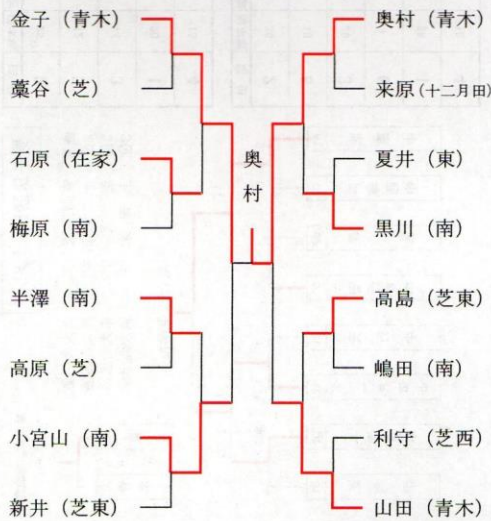 金子（青木）
藁谷（芝）
石原（在家）
梅原（南）
半澤（南）
高原（芝）
小宮山（南）
新井（芝東）
奥村
奥村（青木）
来原（十二月田）
夏井（東）
黒川（南）
高島（芝東）
嶋田（南）
利守（芝西）
山田（青木）